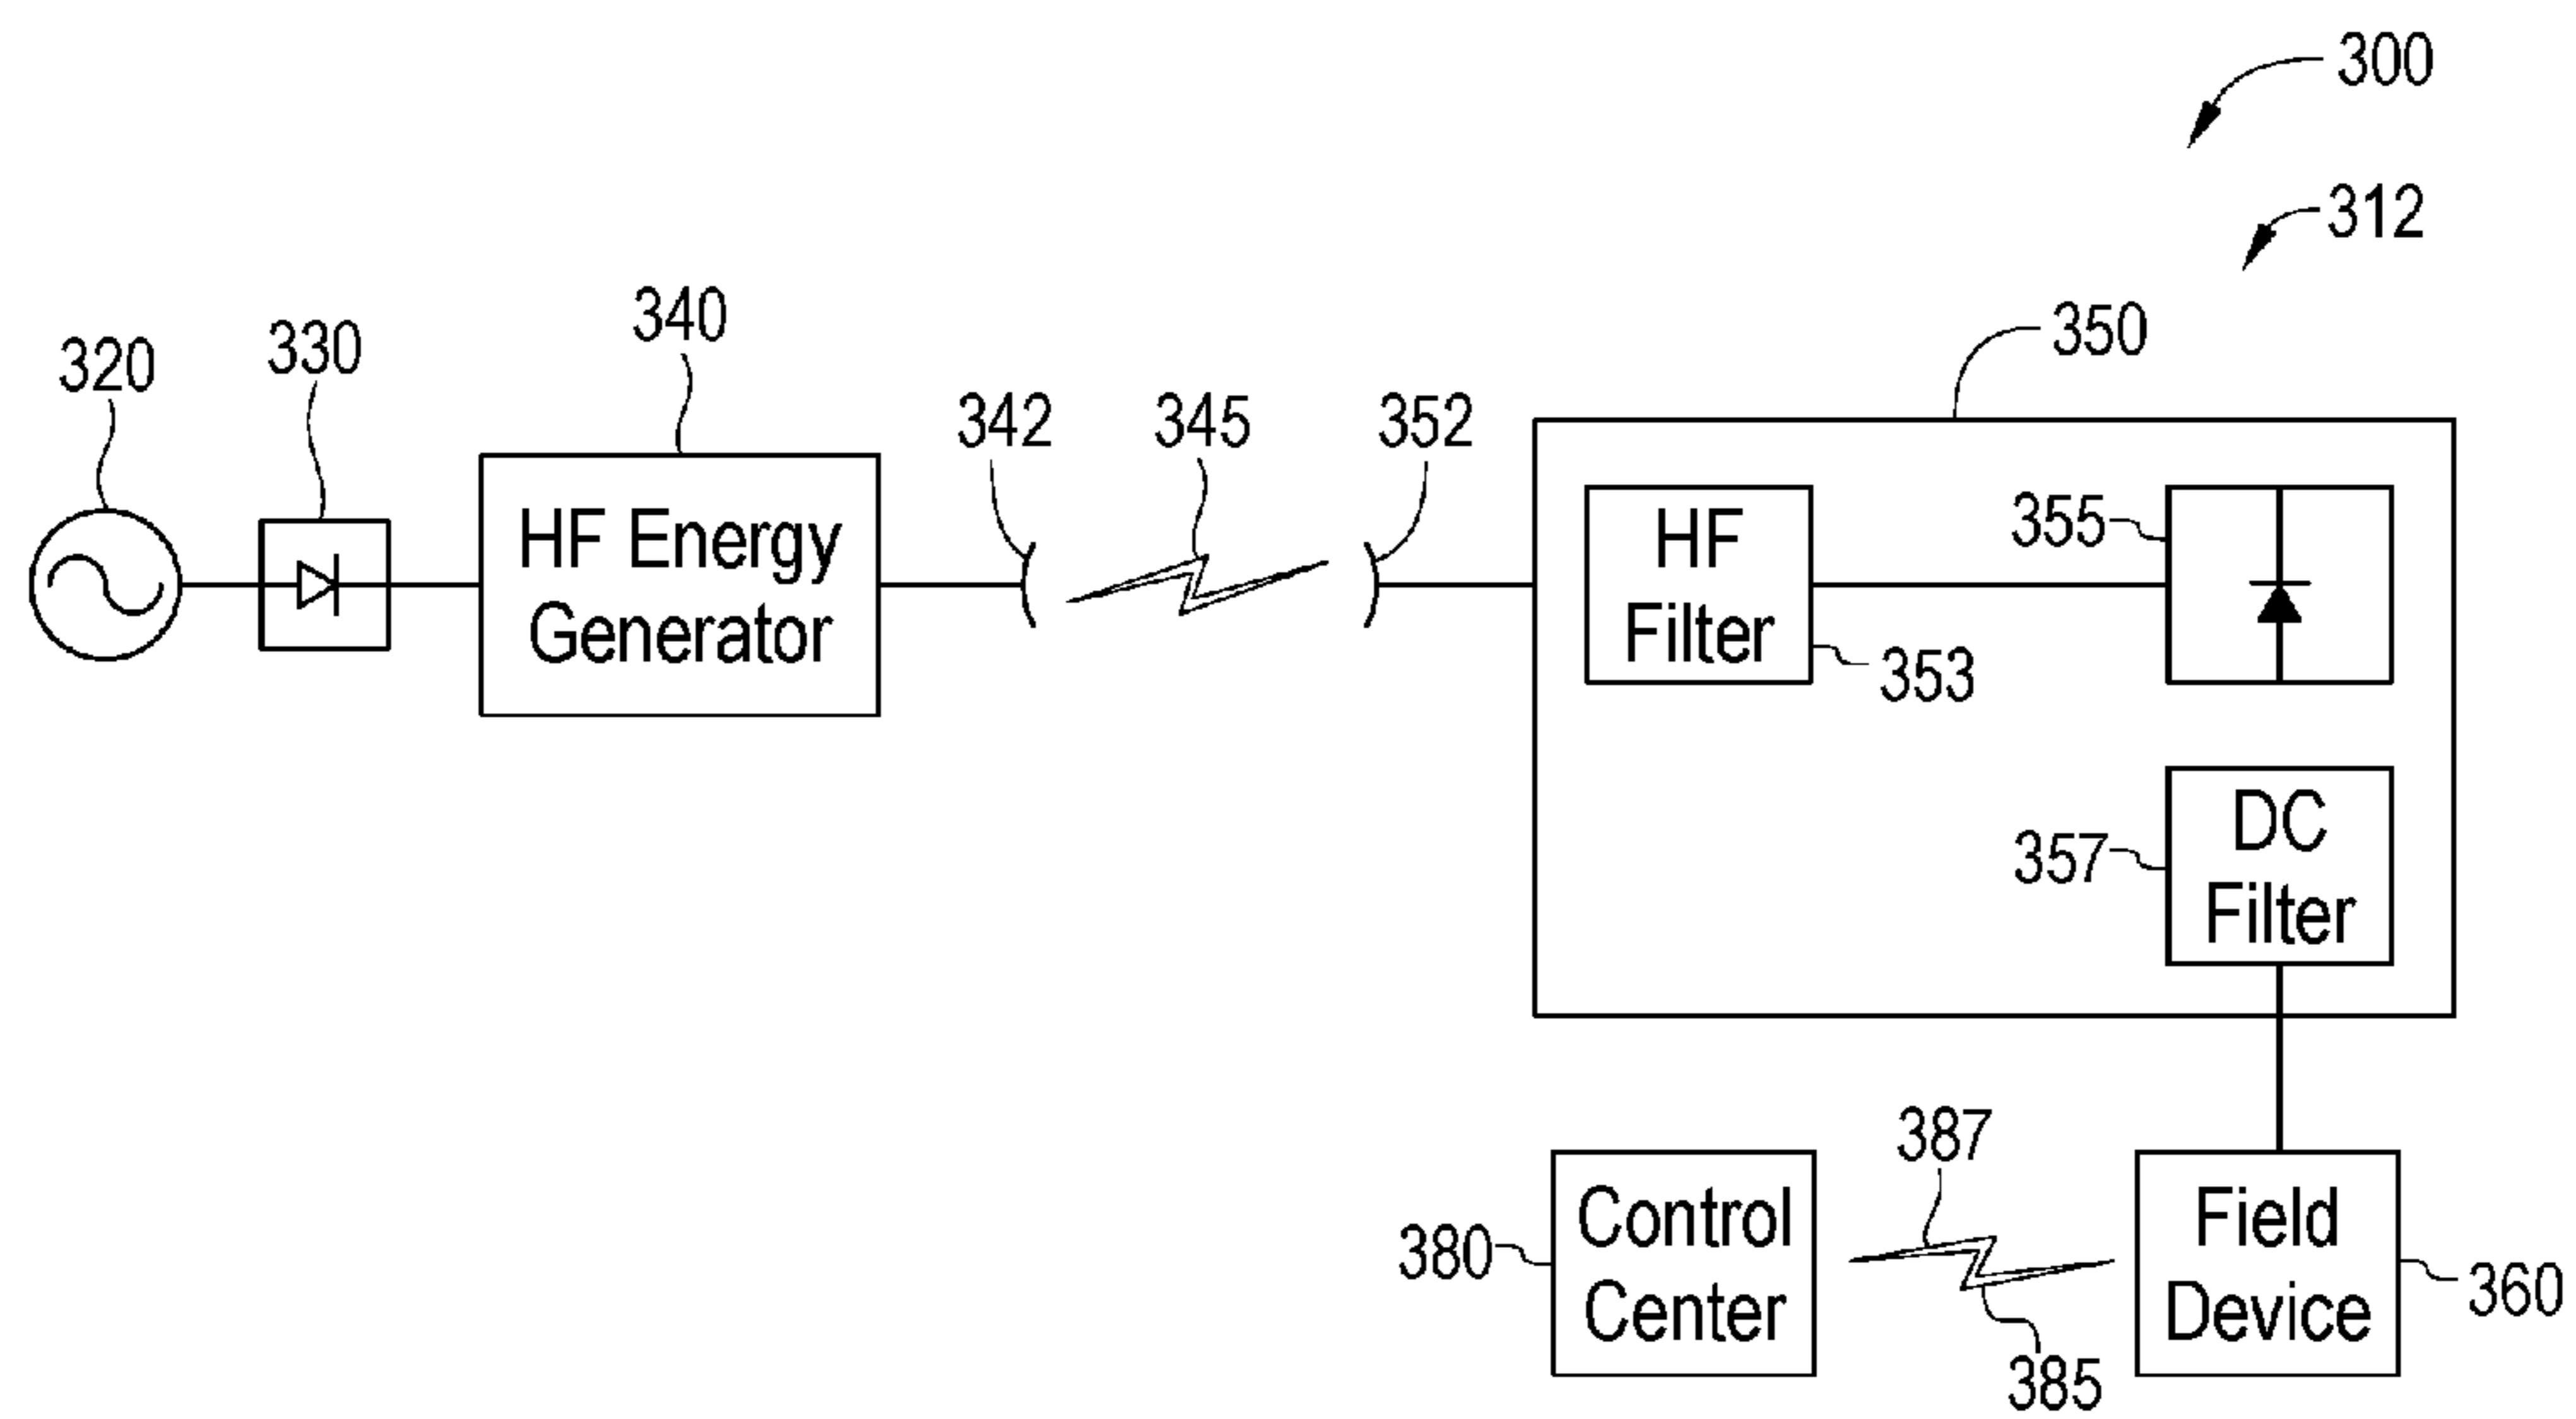 300
312
350
340
330
320
342
345
352
HF Energy
Generator
HF
Filter
353
355
357
DC
Filter
387
380
Control
Center
Field
Device
360
385